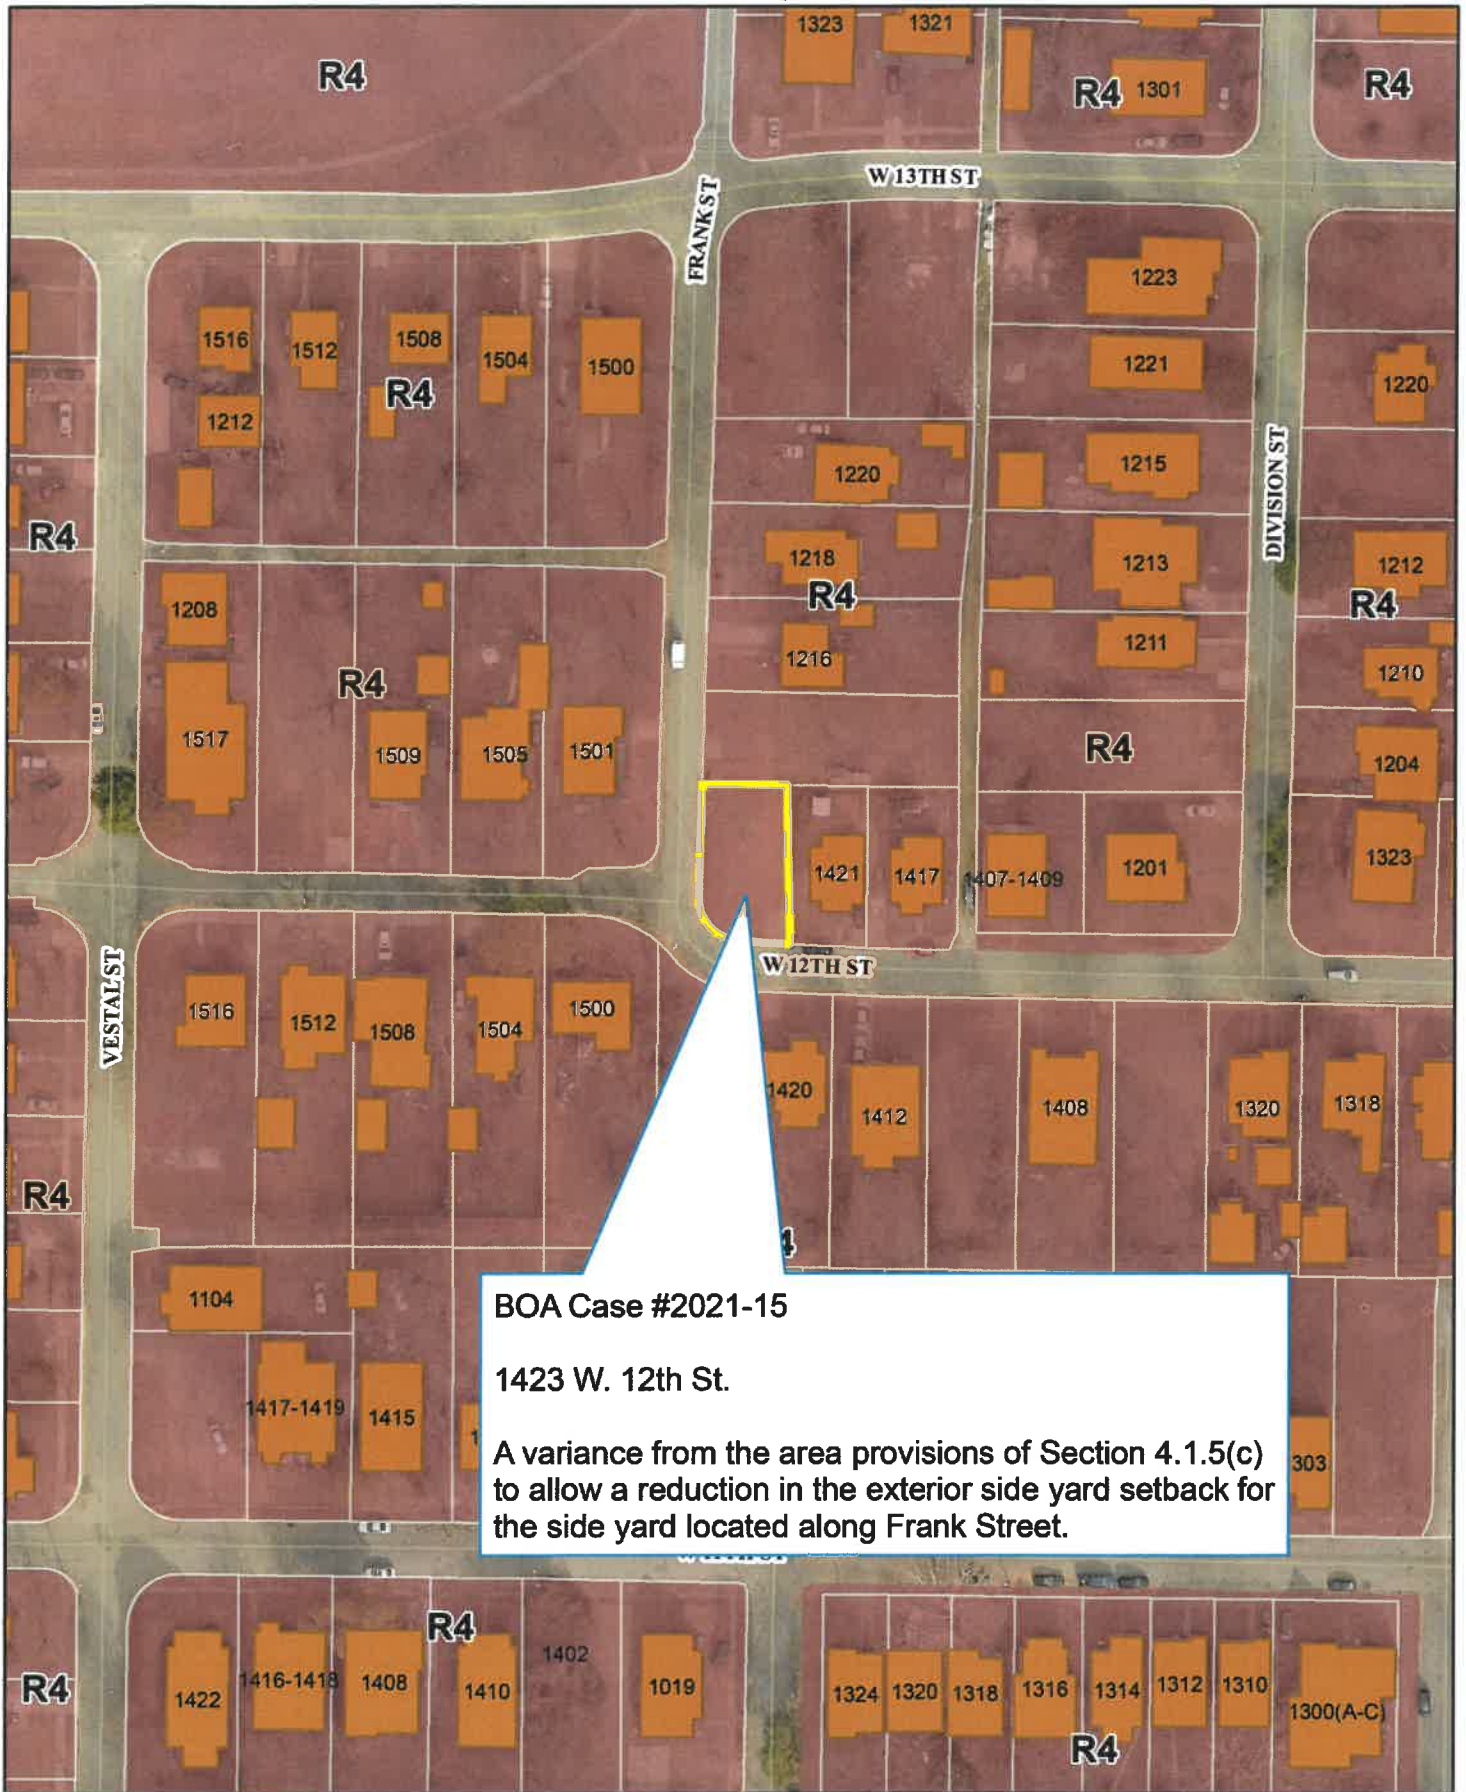 1323
1321
R4
R4
1301
R4
W 13TH ST
FRANK ST
1223
1516
1512
1508
1504
1500
R4
1212
1221
1220
1220
1215
DIVISION ST
R4
1218
R4
1213
1212
R4
1208
1216
1211
1210
R4
1517
1509
1505
1501
R4
1204
1421
1417
1407-1409
1201
1323
W 12TH ST
VESTAL ST
1516
1512
1508
1504
1500
1420
1412
1408
1320
1318
R4
4
1104
BOA Case #2021-15
1423 W. 12th St.
A variance from the area provisions of Section 4.1.5(c)
to allow a reduction in the exterior side yard setback for
the side yard located along Frank Street.
1417-1419
1415
1
303
R4
R4
1422
1416-1418
1408
1410
1402
1019
1324
1320
1318
1316
1314
1312
1310
1300(A-C)
R4